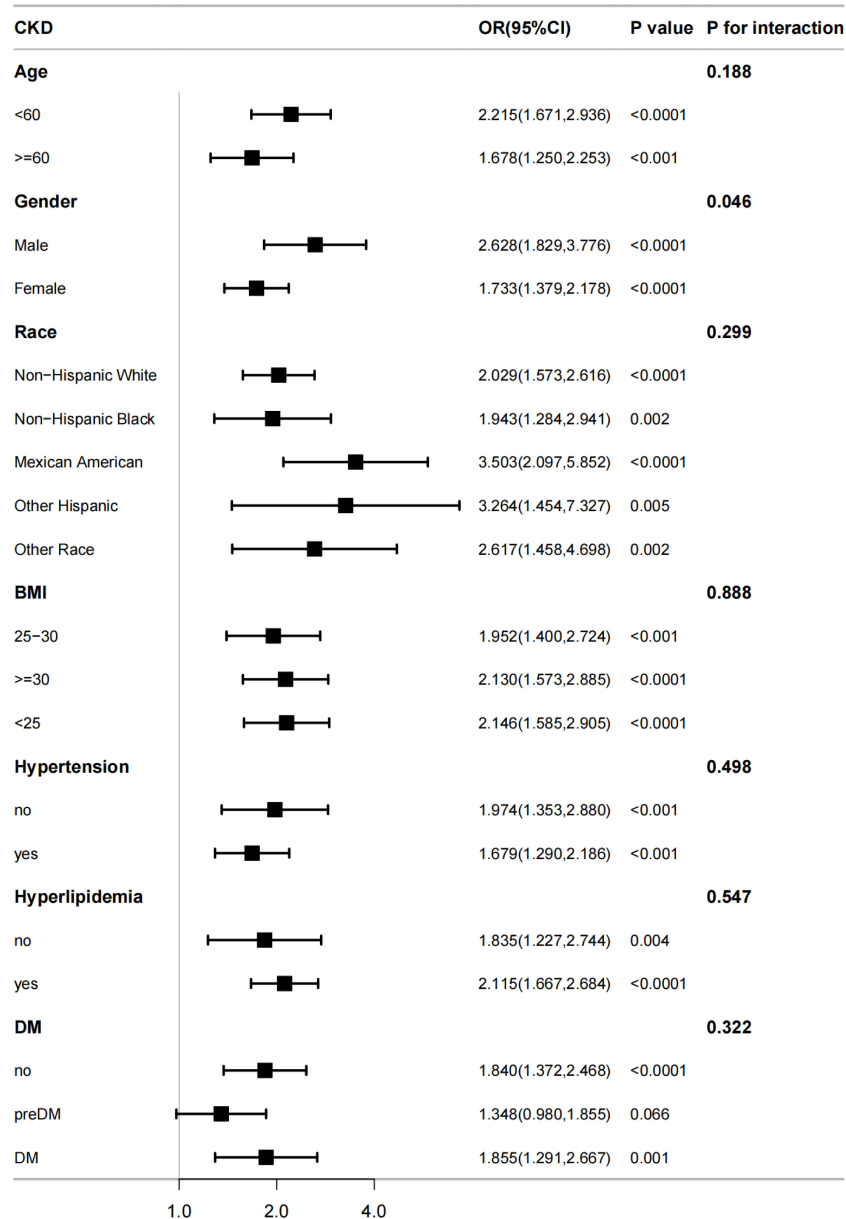 CKD OR(95%CI) P value P for interaction
Age 0.188
<60 2.215(1.671,2.936) <0.0001
>=60 1.678(1.250,2.253) <0.001
Gender 0.046
Male 2.628(1.829,3.776) <0.0001
Female 1.733(1.379,2.178) <0.0001
Race 0.299
Non−Hispanic White 2.029(1.573,2.616) <0.0001
Non−Hispanic Black 1.943(1.284,2.941) 0.002
Mexican American 3.503(2.097,5.852) <0.0001
Other Hispanic 3.264(1.454,7.327) 0.005
Other Race 2.617(1.458,4.698) 0.002
BMI 0.888
25−30 1.952(1.400,2.724) <0.001
>=30 2.130(1.573,2.885) <0.0001
<25 2.146(1.585,2.905) <0.0001
Hypertension 0.498
no 1.974(1.353,2.880) <0.001
yes 1.679(1.290,2.186) <0.001
Hyperlipidemia 0.547
no 1.835(1.227,2.744) 0.004
yes 2.115(1.667,2.684) <0.0001
DM 0.322
no 1.840(1.372,2.468) <0.0001
preDM 1.348(0.980,1.855) 0.066
DM 1.855(1.291,2.667) 0.001
1.0 2.0 4.0